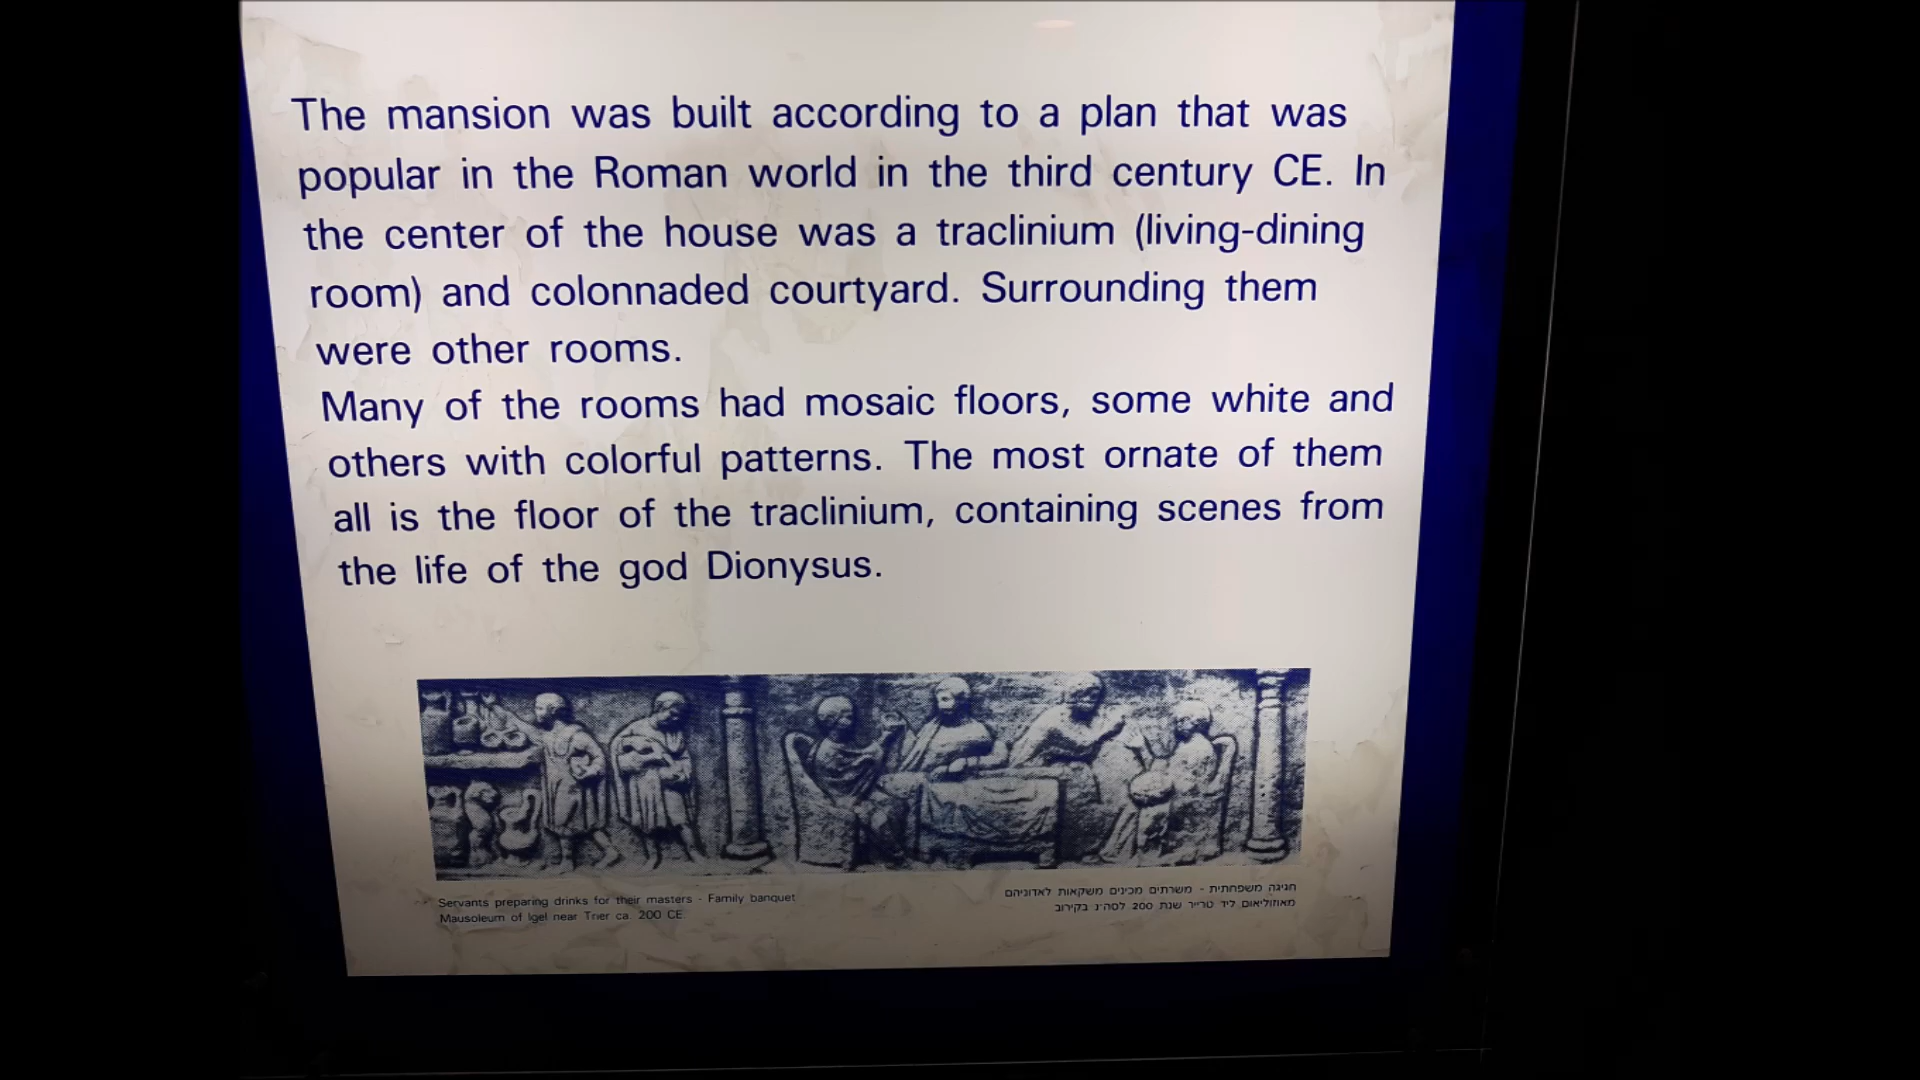 The mansion was built according to a plan that was
popular in the Roman world in the third century CE. In
the center of the house was a traclinium (living-dining
room) and colonnaded courtyard. Surrounding them
were other rooms.
Many of the rooms had mosaic floors, some white and
others with colorful patterns. The most ornate of them
all is the floor of the traclinium, containing scenes from
the life of the god Dionysus.
Servants preparing drinks for their masters - Family banquet
Mausoleum of Igel near Trier ca. 200 CE
חגיגה משפחתית - משרתים מכינים משקאות לאדוניהם
מאוזוליאום ליד טרייר שנת 200 לסה"נ בקירוב